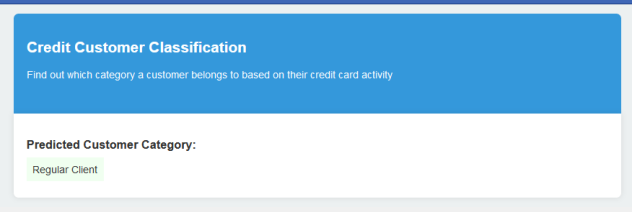 Credit Customer Classification
Find out which category a customer belongs to based on their credit card activity
Predicted Customer Category:
Regular Client